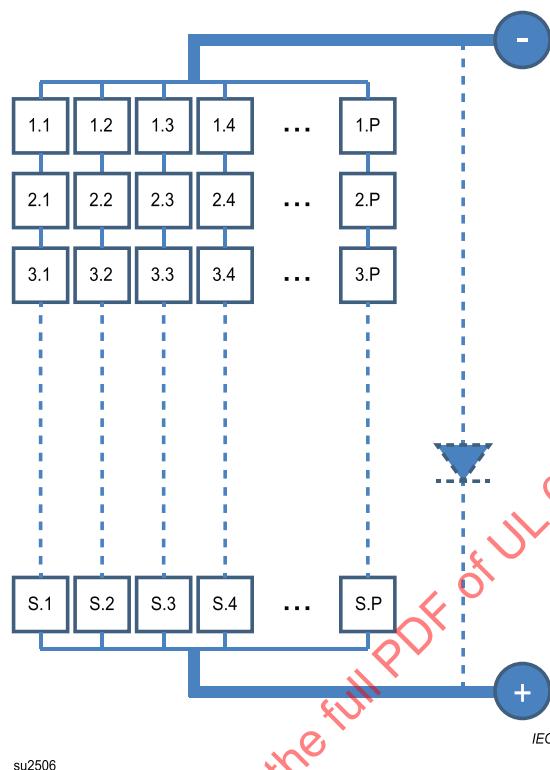 -
1.1 1.2 1.3 1.4 ... 1.P
2.1 2.2 2.3 2.4 ... 2.P
3.1 3.2 3.3 3.4 ... 3.P
S.1 S.2 S.3 S.4 ... S.P
+
the full PDF of UL
IEC
su2506